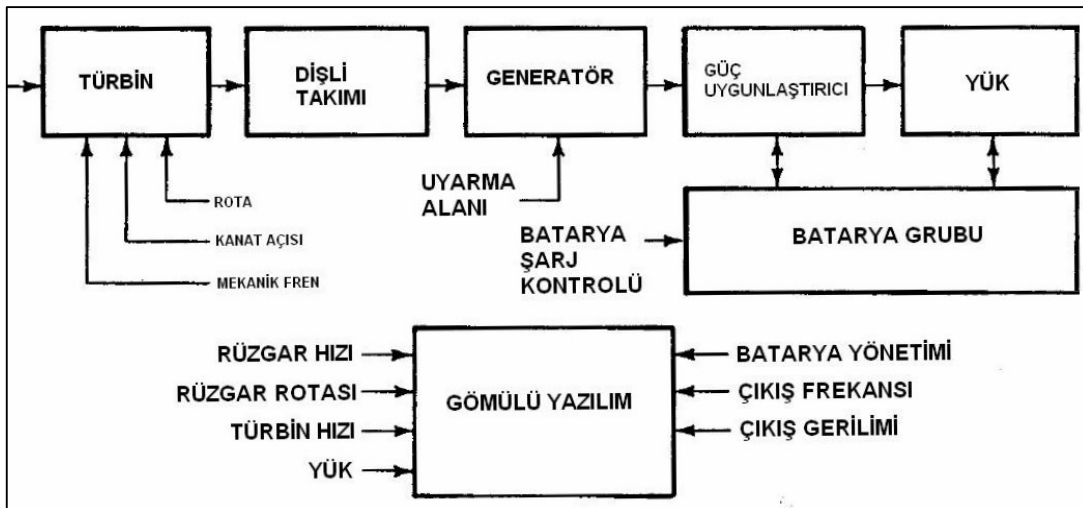 TÜRBİN
DİŞLİ
TAKIMI
GENERATÖR
GÜÇ
UYGUNLAŞTIRICI
YÜK
ROTA
KANAT AÇISI
MEKANİK FREN
UYARMA
ALANI
BATARYA
ŞARJ
KONTROLÜ
BATARYA GRUBU
RÜZGAR HIZI
RÜZGAR ROTASI
TÜRBİN HIZI
YÜK
GÖMÜLÜ YAZILIM
BATARYA YÖNETİMİ
ÇIKIŞ FREKANSI
ÇIKIŞ GERİLİMİ